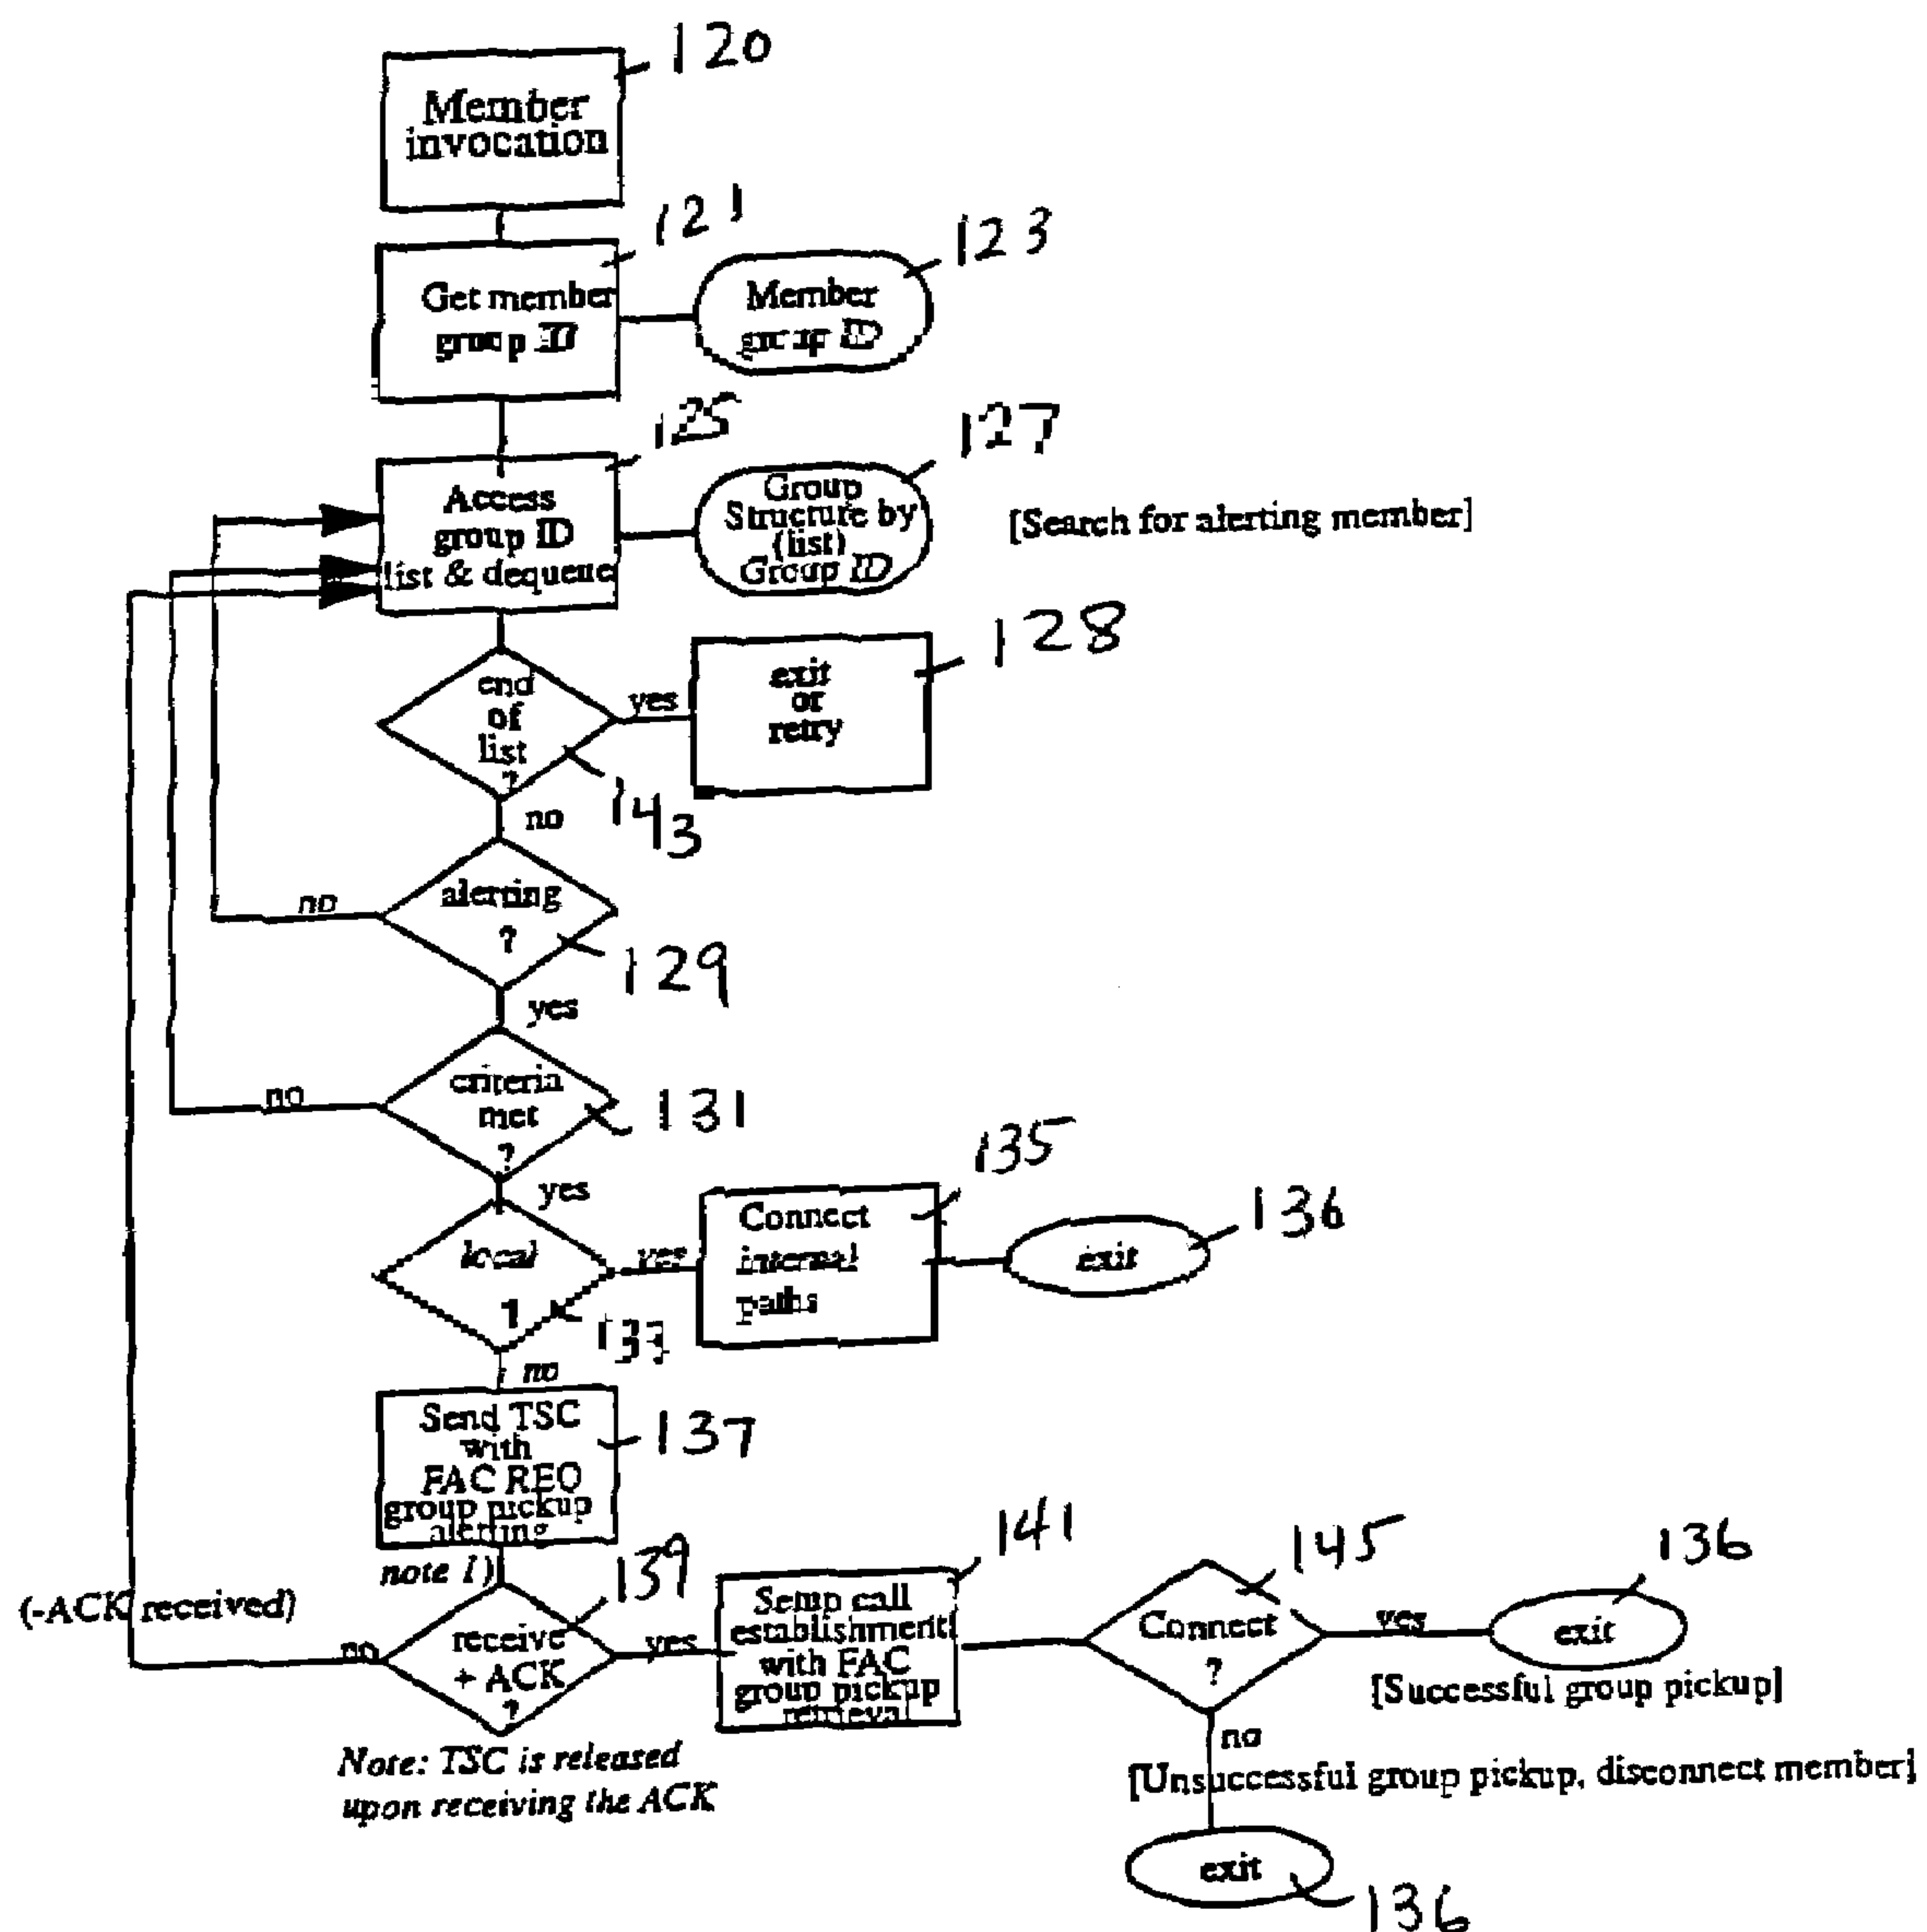 120
Member
invocation
121
123
Get member
group ID
Member
group ID
125
127
Access
group ID
list & dequeue
Group
Structure by
(list)
Group ID
[Search for alerting member]
128
end
of
list
?
yes
exit
or
retry
143
no
alerting
?
no
129
yes
criteria
met
?
no
131
yes
135
local
?
yes
Connect
internal
paths
exit
136
133
no
Send TSC
with
FAC REQ
group pickup
alerting
137
note 1)
139
141
145
136
(-ACK received)
no
receive
+ ACK
?
yes
Setup call
establishment
with FAC
group pickup
retrieval
Connect
?
yes
exit
[Successful group pickup]
no
Note: TSC is released
upon receiving the ACK
[Unsuccessful group pickup, disconnect member]
exit
136